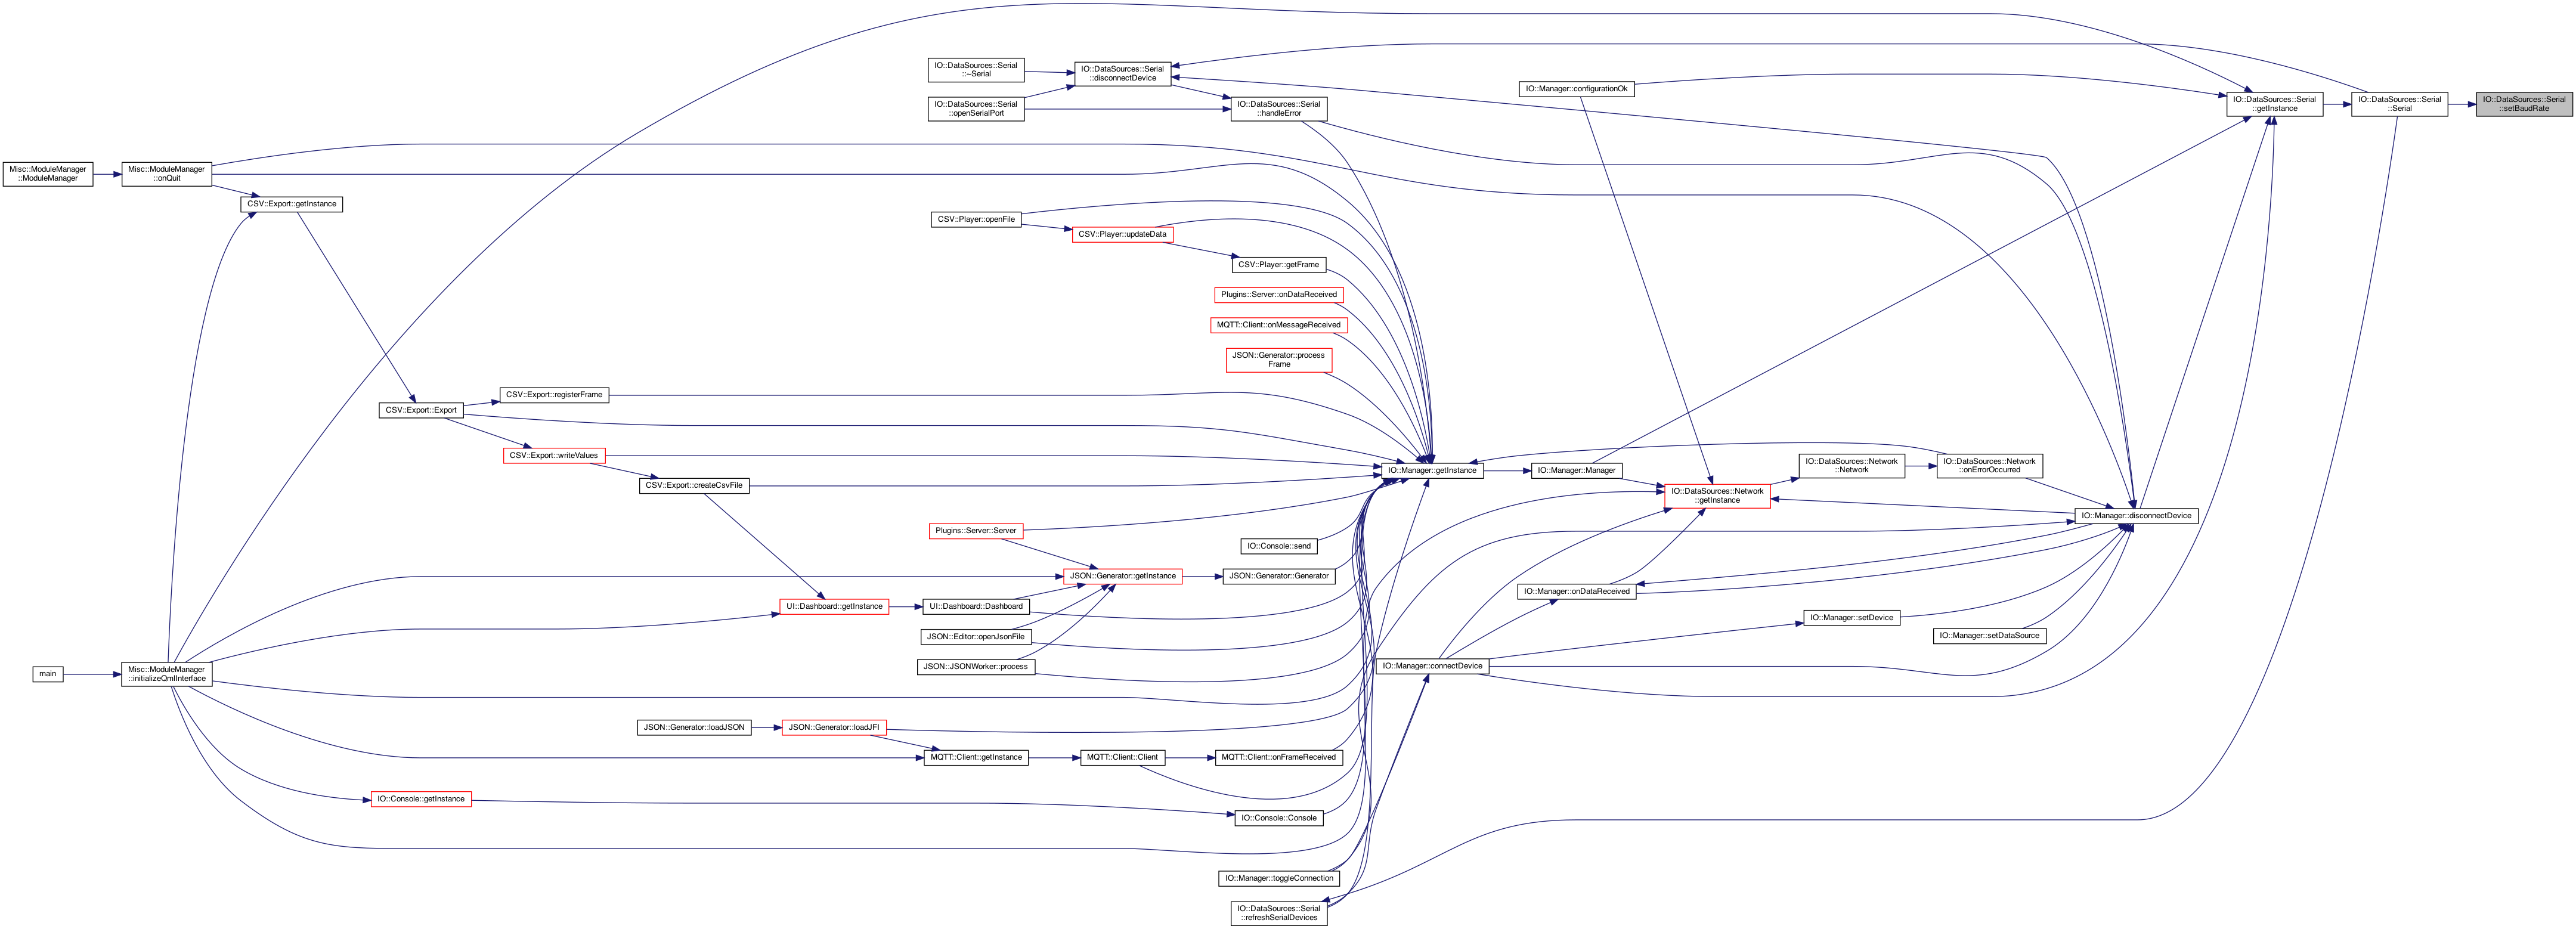 IO::DataSources::Serial
::setBaudRate
IO::DataSources::Serial
::Serial
IO::DataSources::Serial
::getInstance
IO::Manager::configurationOk
IO::DataSources::Serial
::disconnectDevice
IO::DataSources::Serial
::~Serial
IO::DataSources::Serial
::openSerialPort
IO::DataSources::Serial
::handleError
Misc::ModuleManager
::ModuleManager
Misc::ModuleManager
::onQuit
CSV::Export::getInstance
CSV::Player::openFile
CSV::Player::updateData
CSV::Player::getFrame
Plugins::Server::onDataReceived
MQTT::Client::onMessageReceived
JSON::Generator::process
Frame
CSV::Export::registerFrame
CSV::Export::Export
CSV::Export::writeValues
CSV::Export::createCsvFile
IO::Manager::getInstance
IO::Manager::Manager
IO::DataSources::Network
::getInstance
IO::DataSources::Network
::Network
IO::DataSources::Network
::onErrorOccurred
IO::Manager::disconnectDevice
Plugins::Server::Server
IO::Console::send
JSON::Generator::getInstance
JSON::Generator::Generator
IO::Manager::onDataReceived
UI::Dashboard::getInstance
UI::Dashboard::Dashboard
IO::Manager::setDevice
IO::Manager::setDataSource
JSON::Editor::openJsonFile
JSON::JSONWorker::process
IO::Manager::connectDevice
main
Misc::ModuleManager
::initializeQmlInterface
JSON::Generator::loadJSON
JSON::Generator::loadJFI
MQTT::Client::getInstance
MQTT::Client::Client
MQTT::Client::onFrameReceived
IO::Console::getInstance
IO::Console::Console
IO::Manager::toggleConnection
IO::DataSources::Serial
::refreshSerialDevices